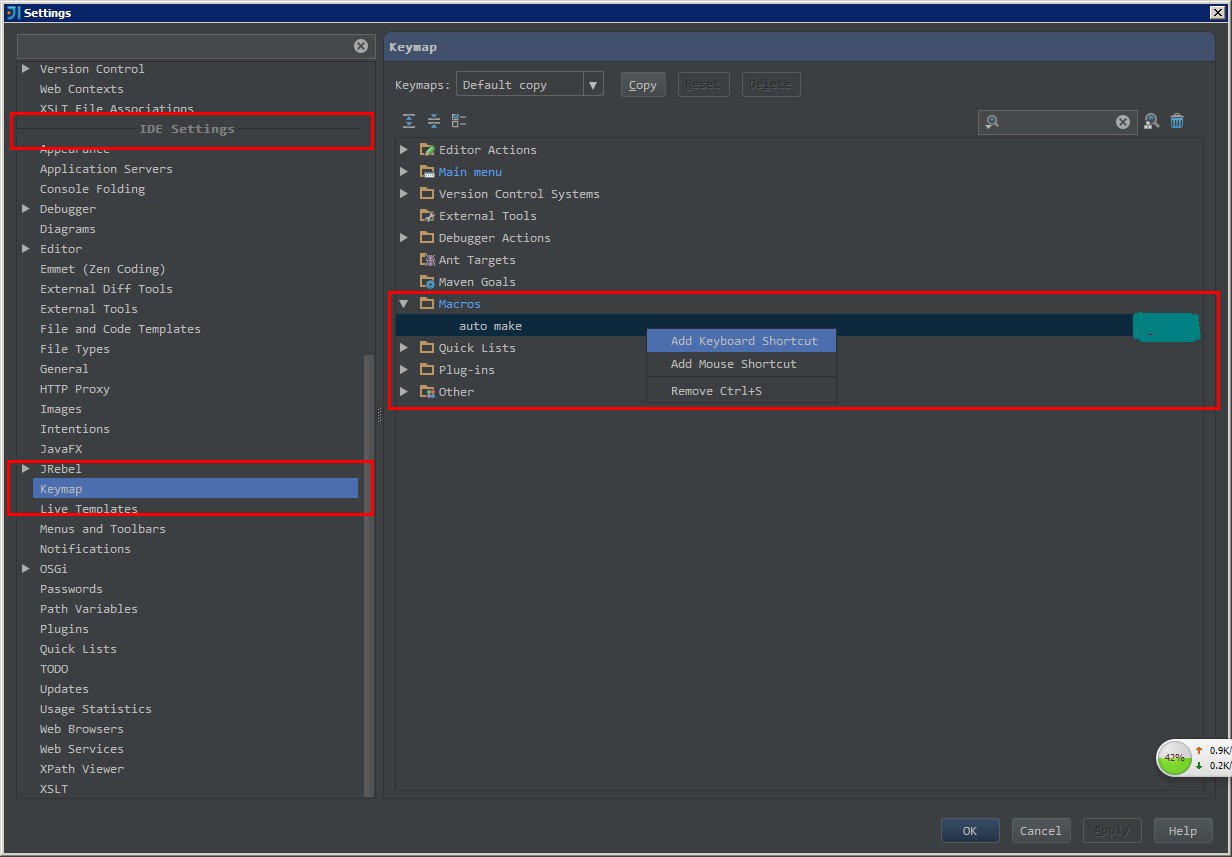 Settings
Version Control
Web Contexts
XSLT File Associations
IDE Settings
Appearance
Application Servers
Console Folding
Debugger
Diagrams
Editor
Emmet (Zen Coding)
External Diff Tools
External Tools
File and Code Templates
File Types
General
HTTP Proxy
Images
Intentions
JavaFX
JRebel
Keymap
Live Templates
Menus and Toolbars
Notifications
OSGi
Passwords
Path Variables
Plugins
Quick Lists
TODO
Updates
Usage Statistics
Web Browsers
Web Services
XPath Viewer
XSLT
Keymap
Keymaps: Default copy Copy Reset Delete
Editor Actions
Main menu
Version Control Systems
External Tools
Debugger Actions
Ant Targets
Maven Goals
Macros
auto make
Quick Lists
Plug-ins
Other
Add Keyboard Shortcut
Add Mouse Shortcut
Remove Ctrl+S
42% 0.9K/
0.2K/
OK Cancel Apply Help